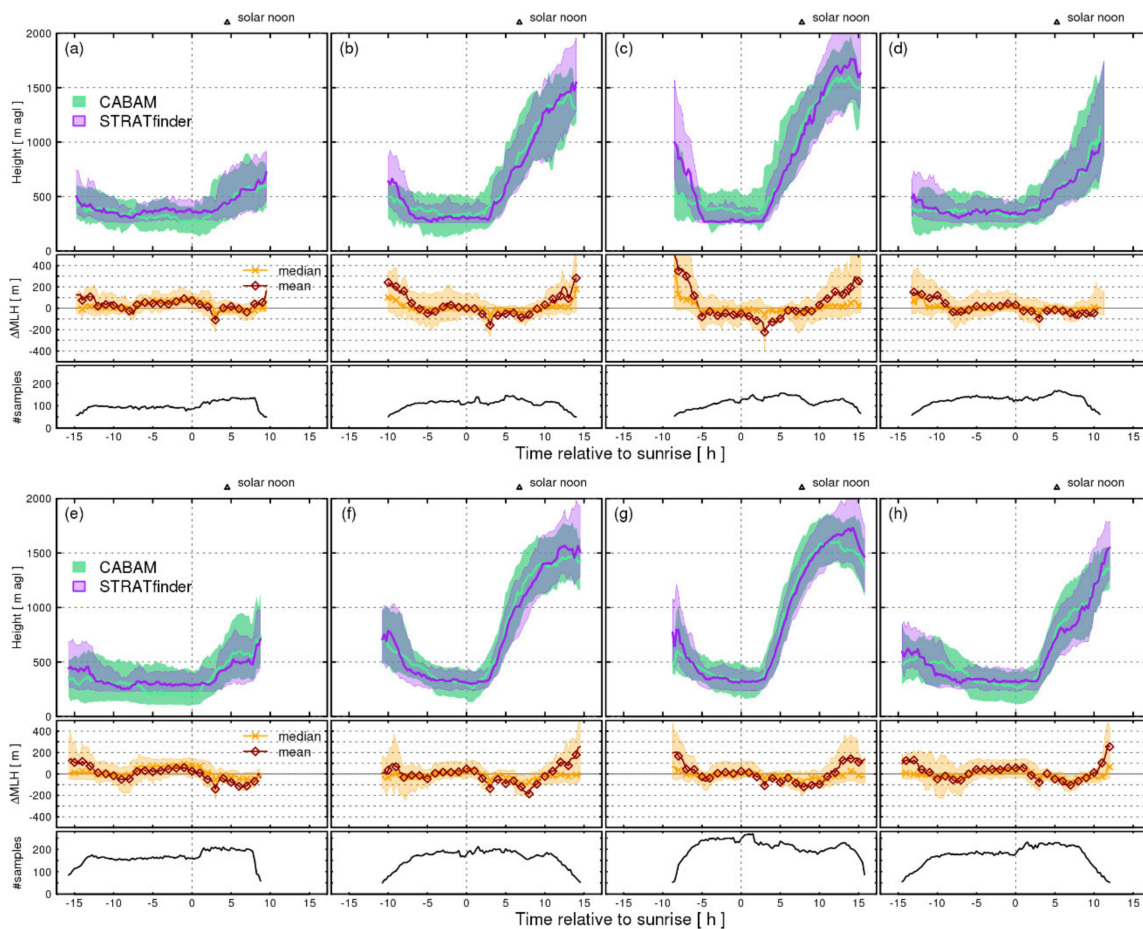 solar noon solar noon solar noon solar noon
(a) (b) (c) (d)
CABAM
STRATfinder
Height [ m agl ]
2000
1500
1000
500
0
median
mean
ΔMLH [ m ]
400
200
0
-200
-400
#samples
200
100
0
-15 -10 -5 0 5 10 15 -15 -10 -5 0 5 10 15 -15 -10 -5 0 5 10 15 -15 -10 -5 0 5 10 15
Time relative to sunrise [ h ]
solar noon solar noon solar noon solar noon
(e) (f) (g) (h)
CABAM
STRATfinder
Height [ m agl ]
2000
1500
1000
500
0
median
mean
ΔMLH [ m ]
400
200
0
-200
-400
#samples
200
100
0
-15 -10 -5 0 5 10 15 -15 -10 -5 0 5 10 15 -15 -10 -5 0 5 10 15 -15 -10 -5 0 5 10 15
Time relative to sunrise [ h ]